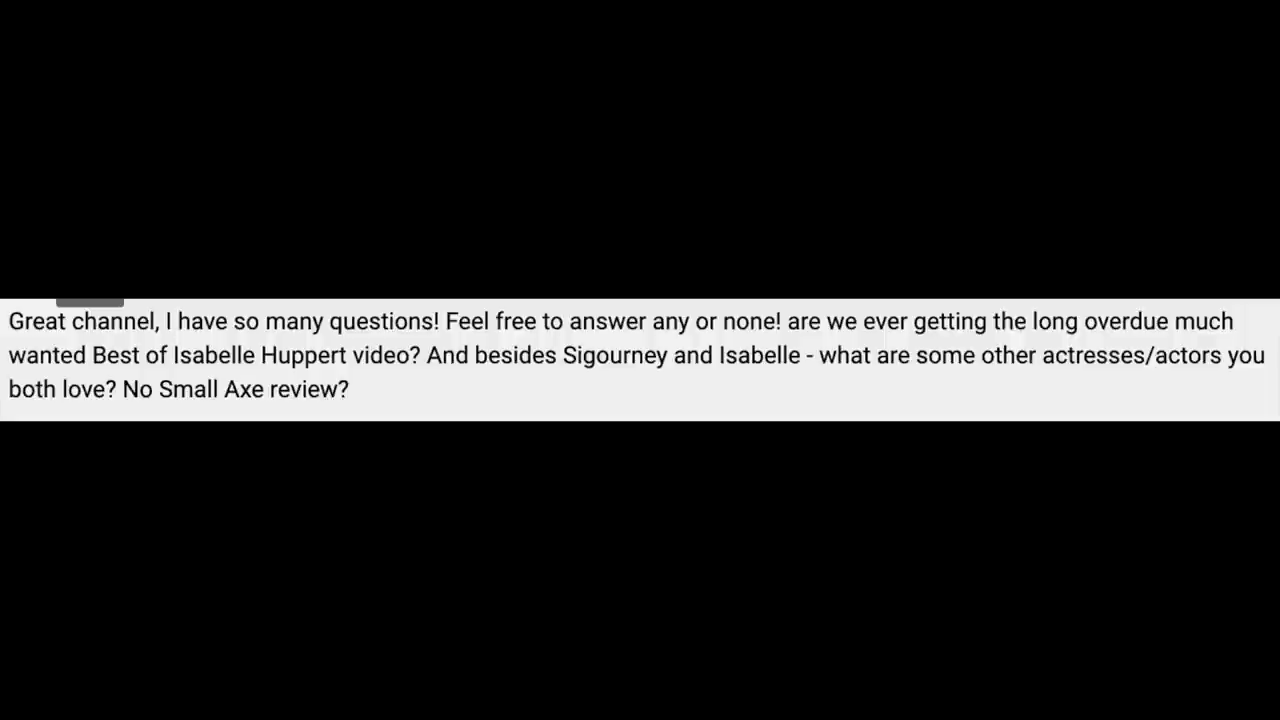 Great channel, I have so many questions! Feel free to answer any or none! are we ever getting the long overdue much
wanted Best of Isabelle Huppert video? And besides Sigourney and Isabelle - what are some other actresses/actors you
both love? No Small Axe review?